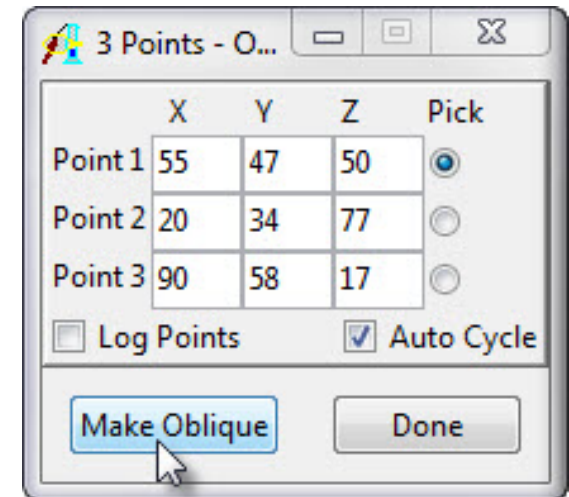 3 Points - O...
X Y Z Pick
Point 1 55 47 50
Point 2 20 34 77
Point 3 90 58 17
Log Points Auto Cycle
Make Oblique Done